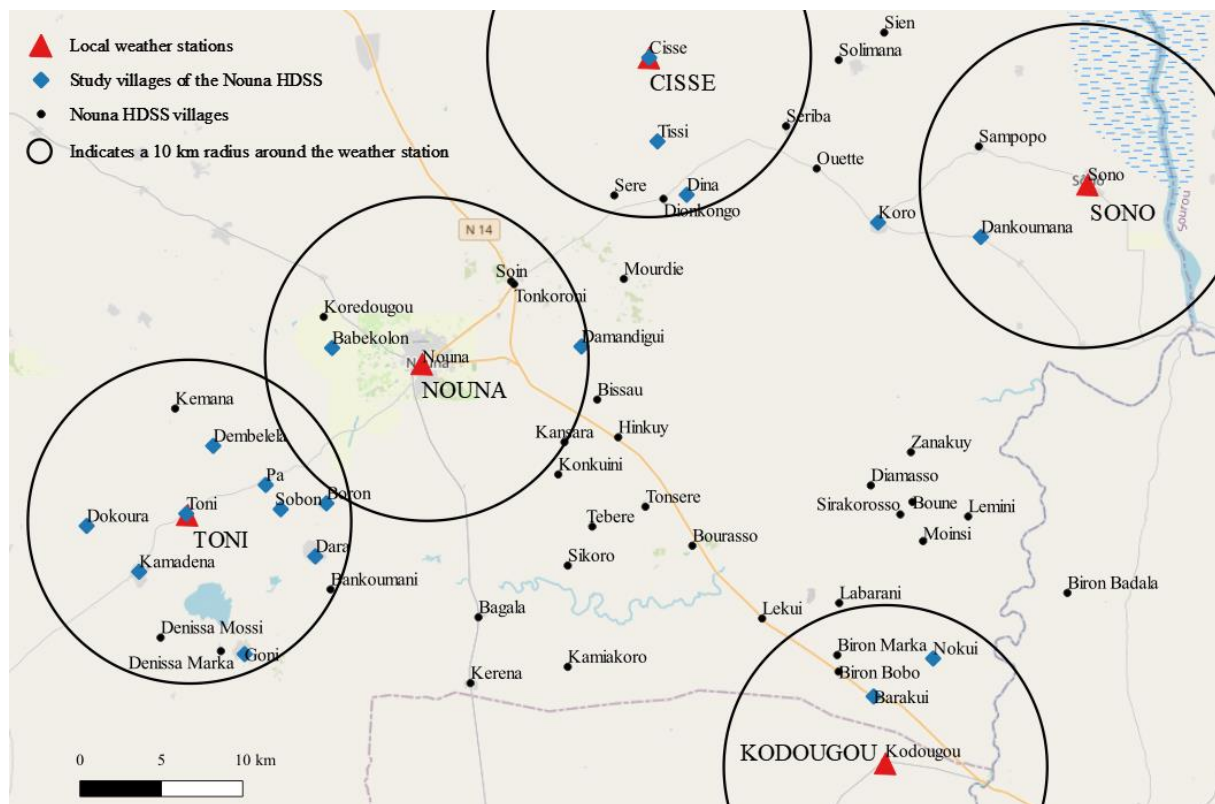 Local weather stations
Study villages of the Nouna HDSS
Nouna HDSS villages
Indicates a 10 km radius around the weather station
Cisse
CISSE
Tissi
Sien
Solimana
Seriba
Ouette
Sampopo
Sono
SONO
Sourou
Sere
Dina
Dionkongo
Koro
Dankoumana
N 14
Soin
Tonkoroni
Mourdie
Koredougou
Babekolon
Nouna
NOUNA
Damandigui
Bissau
Kemana
Dembelela
Kansara
Hinkuy
Konkuini
Zanakuy
Pa
Sobon
Boron
Toni
TONI
Dokoura
Tonsere
Diamasso
Sirakorosso
Boune
Lemini
Tebere
Bourasso
Moinsi
Dara
Kamadena
Bankoumani
Sikoro
Biron Badala
Labarani
Bagala
Lekui
Denissa Mossi
Denissa Marka
Goni
Kamiakoro
Kerena
Biron Marka
Nokui
Biron Bobo
Barakui
KODOUGOU
Kodougou
0 5 10 km